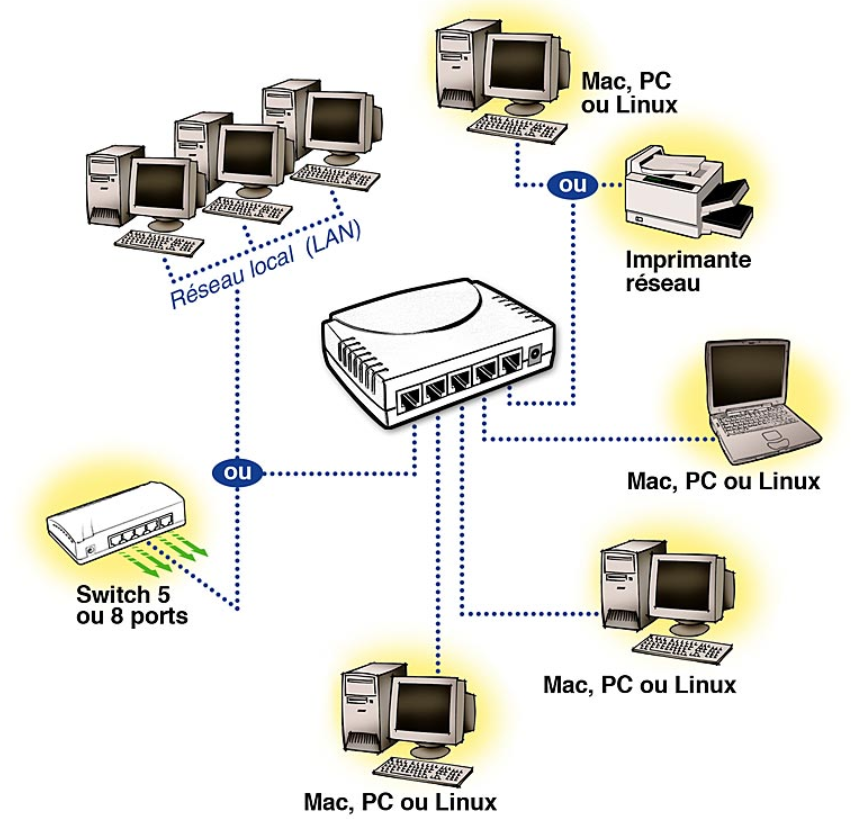 Mac, PC
ou Linux
ou
Imprimante
réseau
Réseau local (LAN)
Mac, PC ou Linux
ou
Switch 5
ou 8 ports
Mac, PC ou Linux
Mac, PC ou Linux